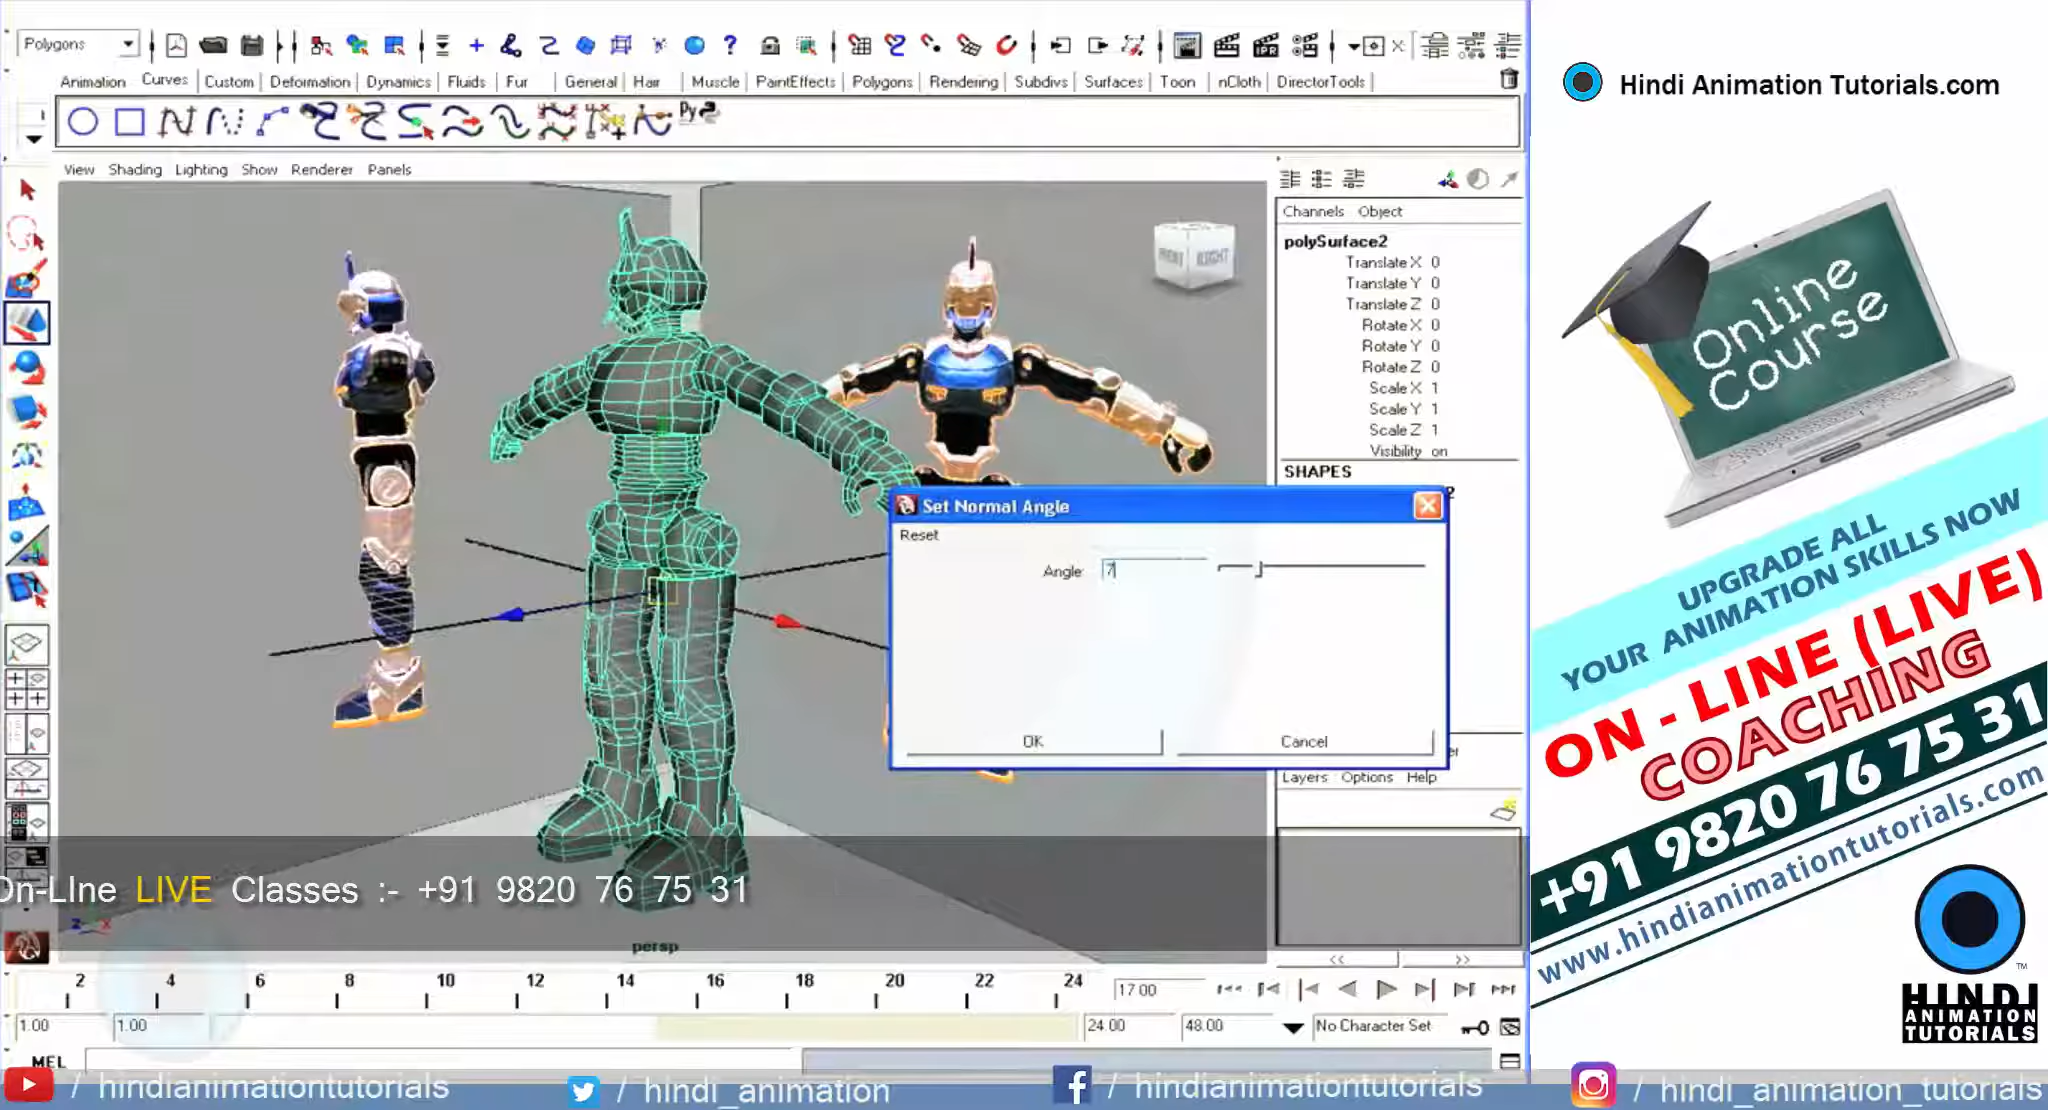 Polygons
Animation Curves Custom Deformation Dynamics Fluids Fur General Hair Muscle PaintEffects Polygons Rendering Subdivs Surfaces Toon nCloth DirectorTools
IPR
Py
View Shading Lighting Show Renderer Panels
RIGHT
Channels Object
polySurface2
Translate X 0
Translate Y 0
Translate Z 0
Rotate X 0
Rotate Y 0
Rotate Z 0
Scale X 1
Scale Y 1
Scale Z 1
Visibility on
SHAPES
Set Normal Angle
Reset
Angle: 7
OK Cancel
Layers Options Help
On-LIne LIVE Classes :- +91 9820 76 75 31
persp
<< >>
2 4 6 8 10 12 14 16 18 20 22 24
17.00
1.00 1.00 24.00 48.00 No Character Set
MEL
/ hindianimationtutorials / hindi_animation / hindianimationtutorials / hindi_animation_tutorials
Hindi Animation Tutorials.com
Online
Course
UPGRADE ALL
YOUR ANIMATION SKILLS NOW
ON - LINE (LIVE)
COACHING
+91 9820 76 75 31
www.hindianimationtutorials.com
TM
HINDI
ANIMATION
TUTORIALS